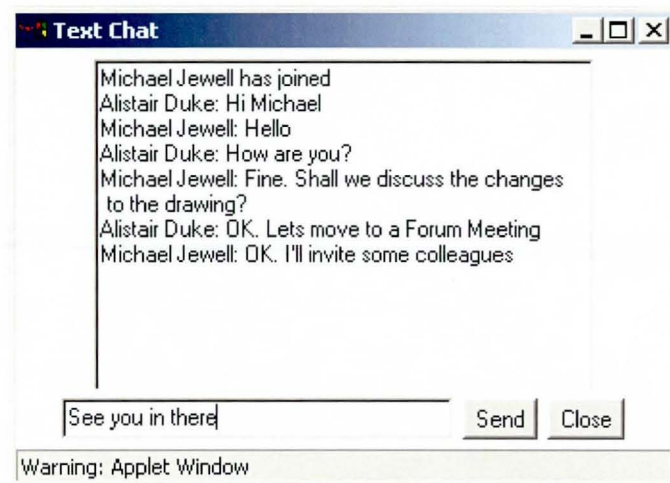 Text Chat
Michael Jewell has joined
Alistair Duke: Hi Michael
Michael Jewell: Hello
Alistair Duke: How are you?
Michael Jewell: Fine. Shall we discuss the changes
to the drawing?
Alistair Duke: OK. Lets move to a Forum Meeting
Michael Jewell: OK. I'll invite some colleagues
See you in there
Send Close
Warning: Applet Window